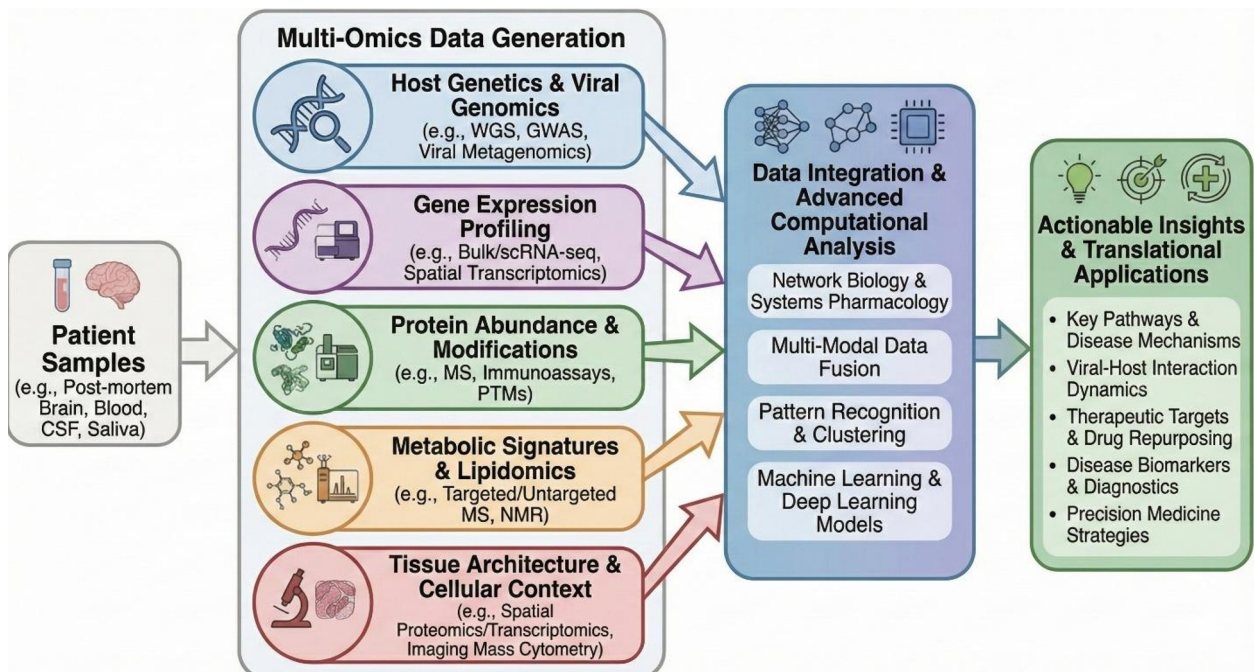 Patient
Samples
(e.g., Post-mortem
Brain, Blood,
CSF, Saliva)
Multi-Omics Data Generation
Host Genetics & Viral
Genomics
(e.g., WGS, GWAS,
Viral Metagenomics)
Gene Expression
Profiling
(e.g., Bulk/scRNA-seq,
Spatial Transcriptomics)
Protein Abundance &
Modifications
(e.g., MS, Immunoassays,
PTMs)
Metabolic Signatures
& Lipidomics
(e.g., Targeted/Untargeted
MS, NMR)
Tissue Architecture &
Cellular Context
(e.g., Spatial
Proteomics/Transcriptomics,
Imaging Mass Cytometry)
Data Integration &
Advanced
Computational
Analysis
Network Biology &
Systems Pharmacology
Multi-Modal Data
Fusion
Pattern Recognition
& Clustering
Machine Learning &
Deep Learning
Models
Actionable Insights
& Translational
Applications
• Key Pathways &
Disease Mechanisms
• Viral-Host Interaction
Dynamics
• Therapeutic Targets
& Drug Repurposing
• Disease Biomarkers
& Diagnostics
• Precision Medicine
Strategies